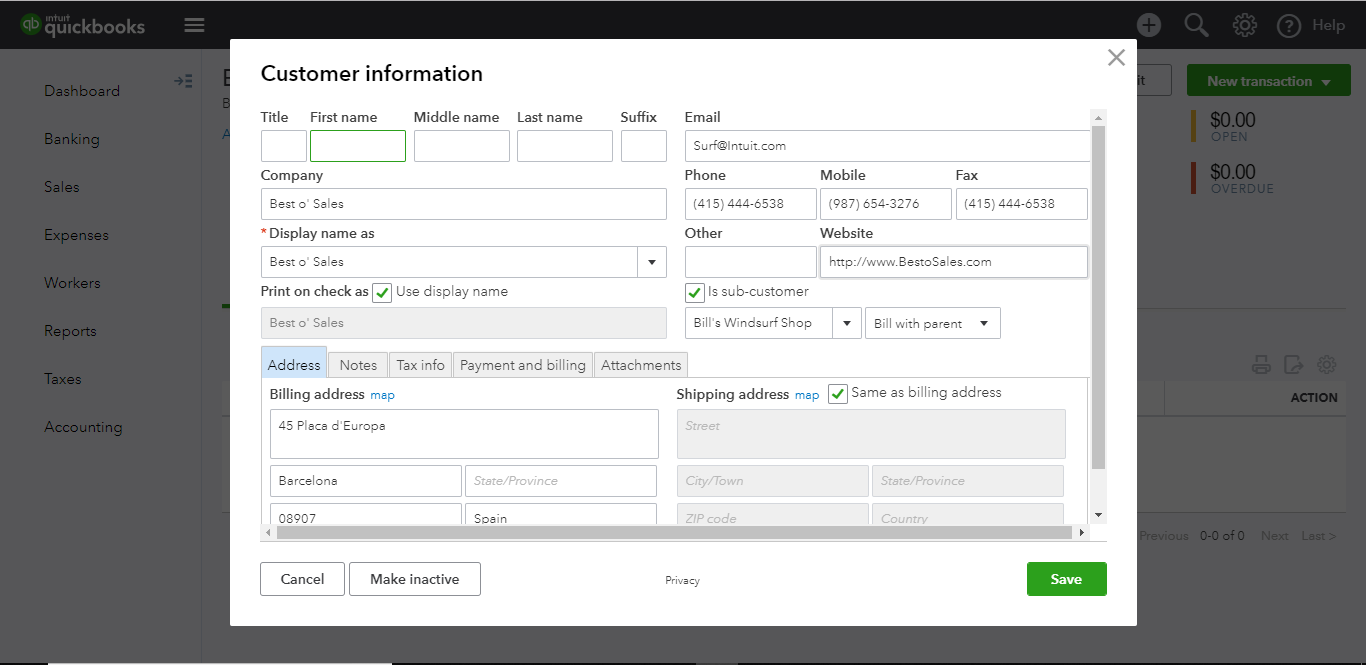 intuit
quickbooks
Help
Dashboard
Banking
Sales
Expenses
Workers
Reports
Taxes
Accounting
New transaction
$0.00
OPEN
$0.00
OVERDUE
ACTION
Previous 0-0 of 0 Next Last >
Customer information
Title First name Middle name Last name Suffix
Company
Best o' Sales
*Display name as
Best o' Sales
Print on check as Use display name
Best o' Sales
Email
Surf@Intuit.com
Phone Mobile Fax
(415) 444-6538 (987) 654-3276 (415) 444-6538
Other Website
http://www.BestoSales.com
Is sub-customer
Bill's Windsurf Shop Bill with parent
Address Notes Tax info Payment and billing Attachments
Billing address map
45 Placa d'Europa
Barcelona State/Province
08907 Spain
Shipping address map Same as billing address
Street
City/Town State/Province
ZIP code Country
Cancel Make inactive Privacy Save